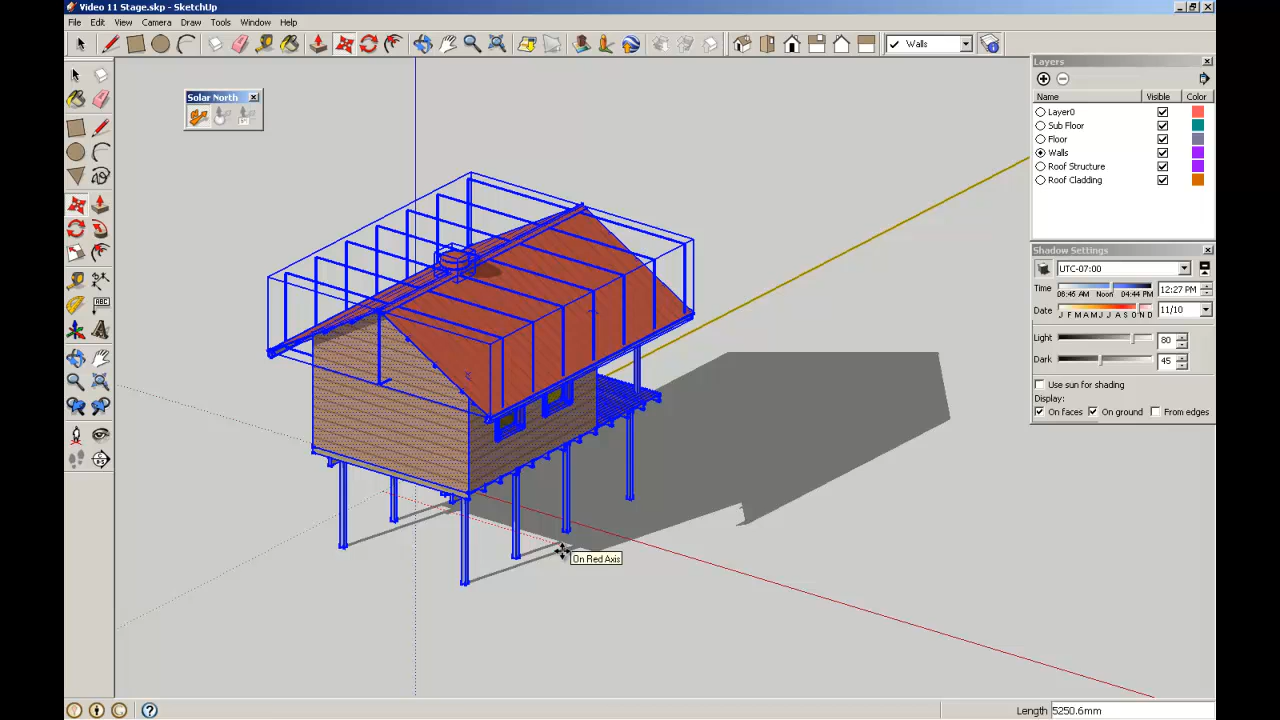 Video 11 Stage.skp - SketchUp
File Edit View Camera Draw Tools Window Help
Walls
Solar North
ABC
Layers
Name Visible Color
Layer0
Sub Floor
Floor
Walls
Roof Structure
Roof Cladding
Shadow Settings
UTC-07:00
Time 06:46 AM Noon 04:44 PM 12:27 PM
Date J F M A M J J A S O N D 11/10
Light 80
Dark 45
Use sun for shading
Display:
On faces On ground From edges
On Red Axis
Length 5250.6mm